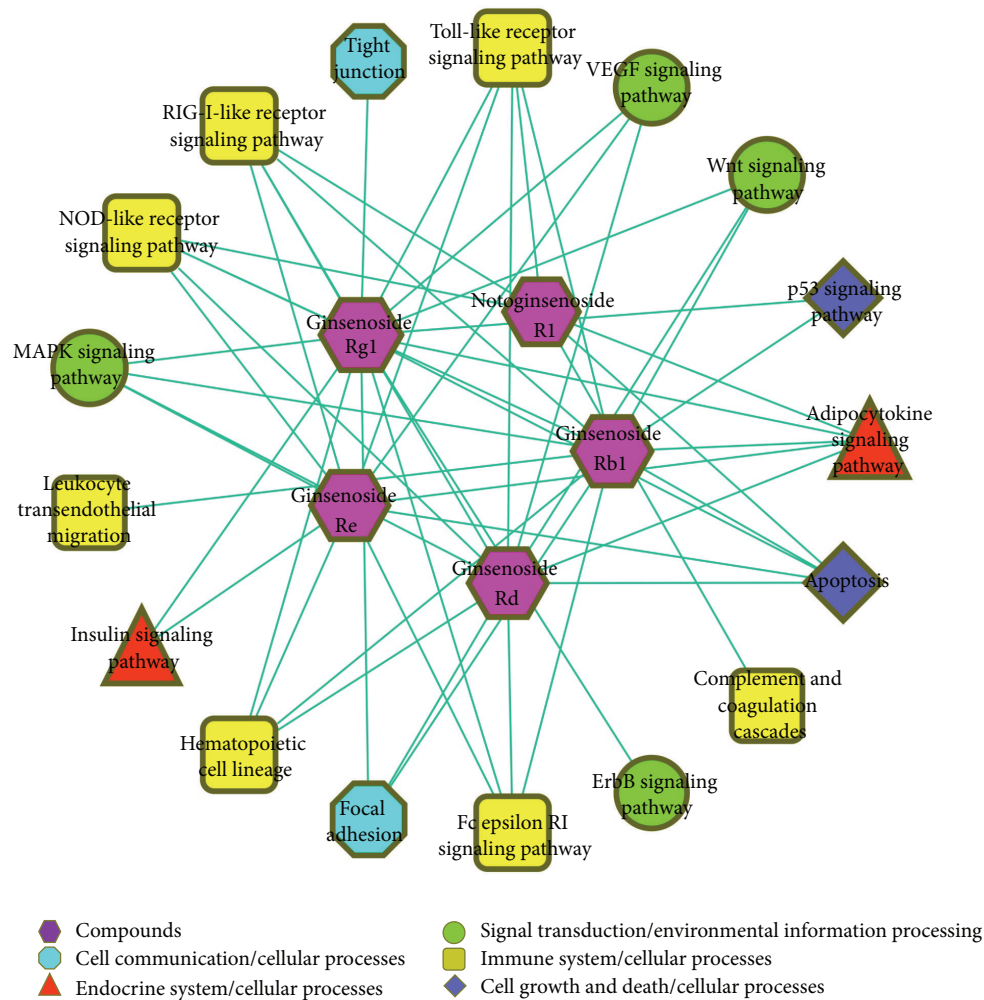 Tight
junction
Toll-like receptor
signaling pathway
VEGF signaling
pathway
RIG-I-like receptor
signaling pathway
Wnt signaling
pathway
NOD-like receptor
signaling pathway
p53 signaling
pathway
Notoginsenoside
R1
Ginsenoside
Rg1
MAPK signaling
pathway
Adipocytokine
signaling
pathway
Ginsenoside
Rb1
Leukocyte
transendothelial
migration
Ginsenoside
Re
Ginsenoside
Rd
Apoptosis
Insulin signaling
pathway
Complement and
coagulation
cascades
Hematopoietic
cell lineage
ErbB signaling
pathway
Focal
adhesion
Fc epsilon RI
signaling pathway
Compounds
Cell communication/cellular processes
Endocrine system/cellular processes
Signal transduction/environmental information processing
Immune system/cellular processes
Cell growth and death/cellular processes